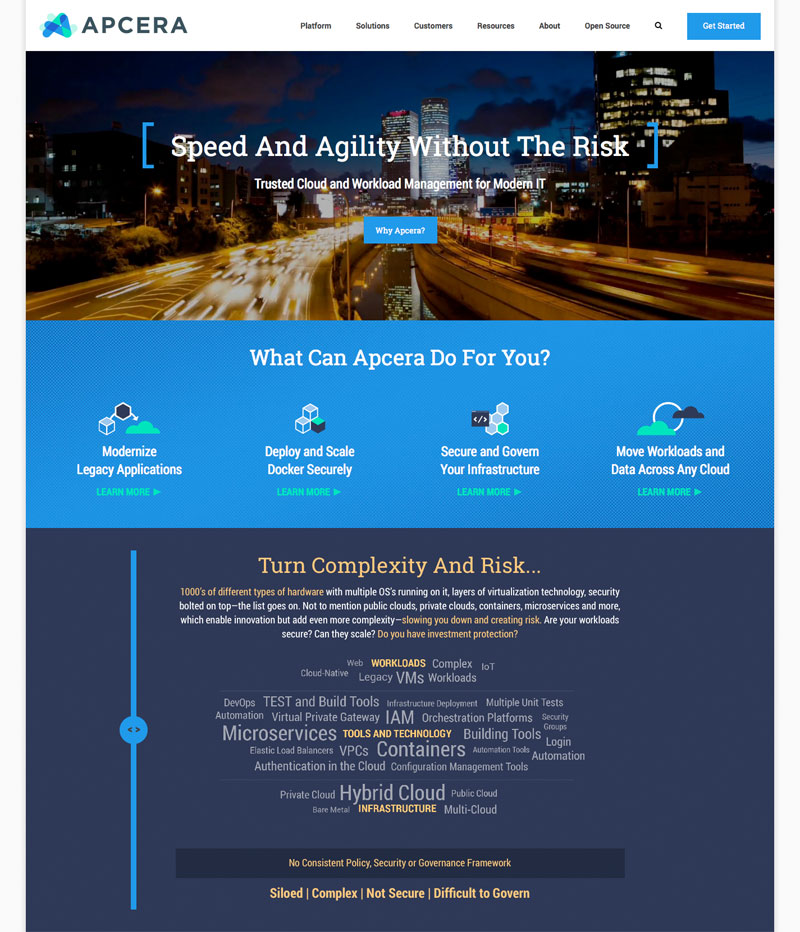 APCERA
Platform Solutions Customers Resources About Open Source Get Started
Speed And Agility Without The Risk
Trusted Cloud and Workload Management for Modern IT
Why Apcera?
What Can Apcera Do For You?
Modernize
Legacy Applications
LEARN MORE ▶
Deploy and Scale
Docker Securely
LEARN MORE ▶
Secure and Govern
Your Infrastructure
LEARN MORE ▶
Move Workloads and
Data Across Any Cloud
LEARN MORE ▶
Turn Complexity And Risk...
1000's of different types of hardware with multiple OS's running on it, layers of virtualization technology, security
bolted on top—the list goes on. Not to mention public clouds, private clouds, containers, microservices and more,
which enable innovation but add even more complexity—slowing you down and creating risk. Are your workloads
secure? Can they scale? Do you have investment protection?
Web WORKLOADS Complex IoT
Cloud-Native Legacy VMs Workloads
DevOps TEST and Build Tools Infrastructure Deployment Multiple Unit Tests
Automation Virtual Private Gateway IAM Orchestration Platforms Security
Groups
Microservices TOOLS AND TECHNOLOGY Building Tools Login
Elastic Load Balancers VPCs Containers Automation Tools Automation
Authentication in the Cloud Configuration Management Tools
Private Cloud Hybrid Cloud Public Cloud
Bare Metal INFRASTRUCTURE Multi-Cloud
No Consistent Policy, Security or Governance Framework
Siloed | Complex | Not Secure | Difficult to Govern